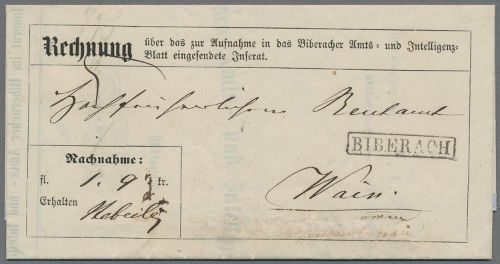 Rechnung über das zur Aufnahme in das Biberacher Amts- und Intelligenz-
Blatt eingesendete Inserat.
Hochfreiherrlichem Rentamt
BIBERACH
Nachnahme:
fl. 1. 9 kr.
Erhalten
Wain.